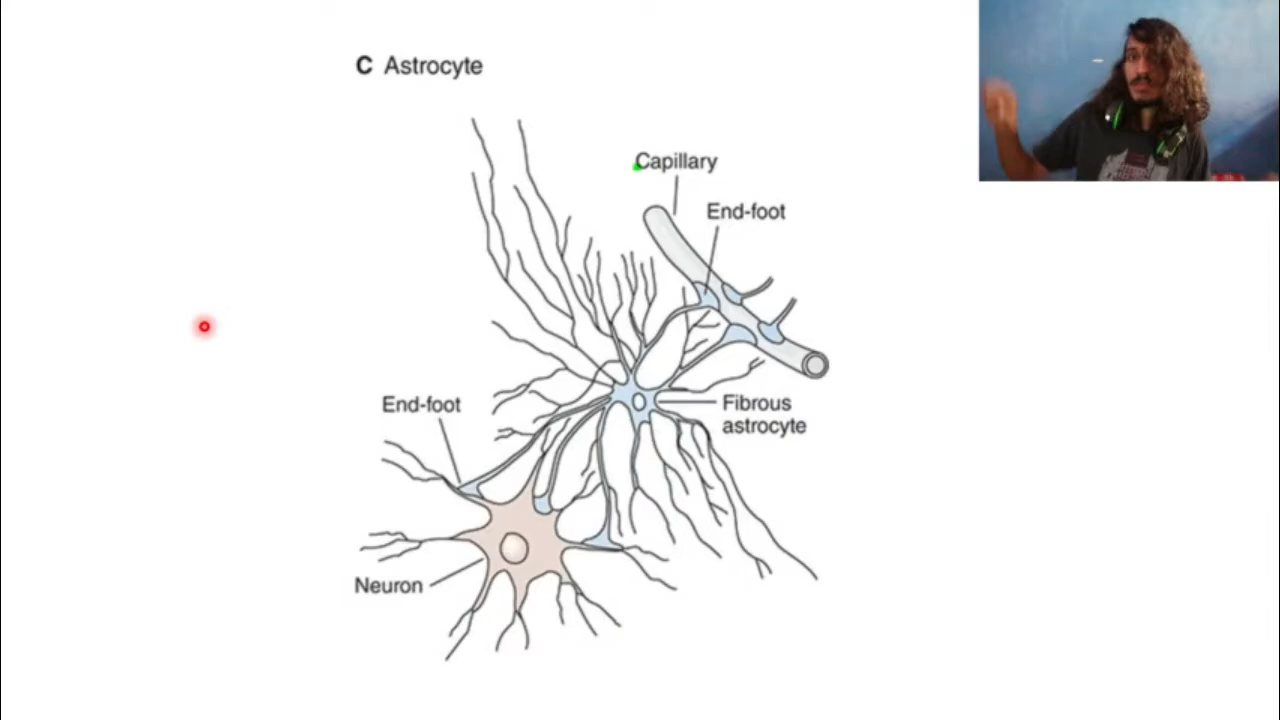 C Astrocyte
Capillary
End-foot
End-foot
Fibrous
astrocyte
Neuron